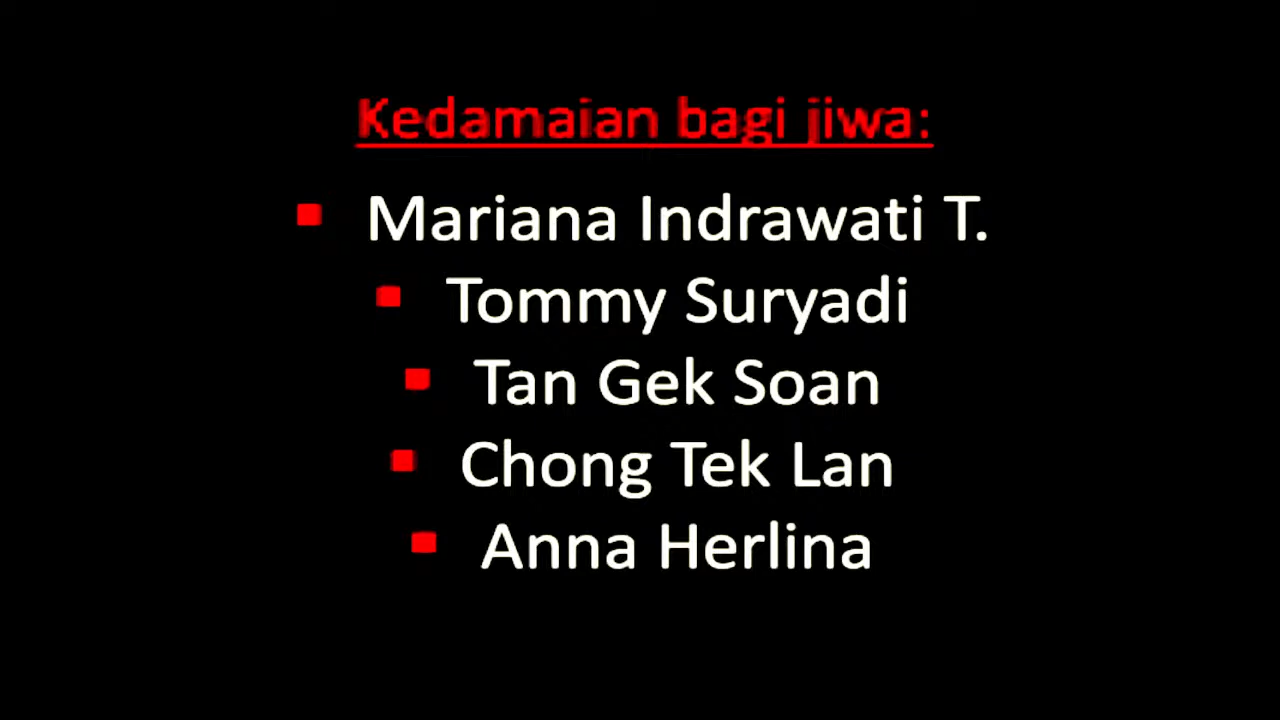 Kedamaian bagi jiwa:
▪ Mariana Indrawati T.
▪ Tommy Suryadi
▪ Tan Gek Soan
▪ Chong Tek Lan
▪ Anna Herlina